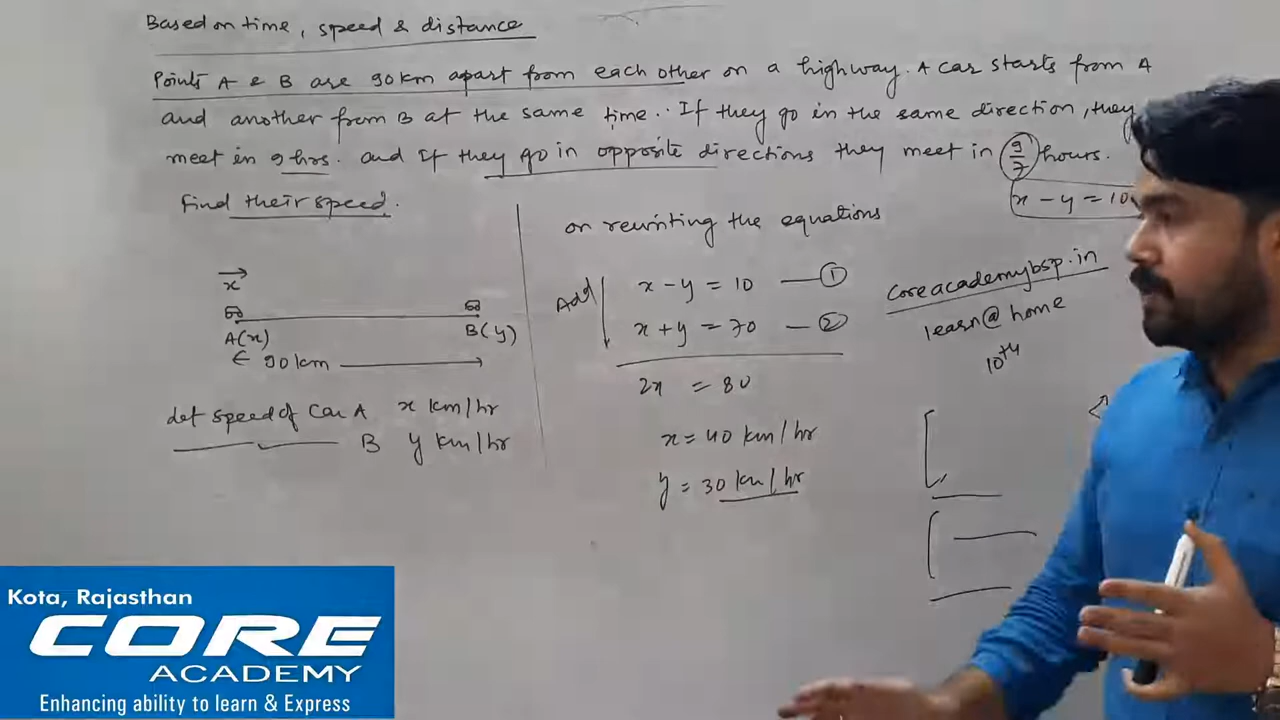 Based on time, speed & distance
Points A & B are 90 km apart from each other on a highway. A car starts from A
and another from B at the same time. If they go in the same direction, they
meet in 9 hrs. and if they go in opposite directions they meet in 9/7 hours.
Find their speed.
x - y = 10
on rewriting the equations
x
A(x)
B(y)
90 km
Let speed of Car A x km/hr
B y km/hr
Add
x - y = 10 — ①
x + y = 70 — ②
2x = 80
x = 40 km/hr
y = 30 km/hr
coreacademybsp.in
learn@home
10th
Kota, Rajasthan
CORE
ACADEMY
Enhancing ability to learn & Express